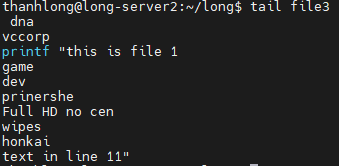 thanhlong@long-server2:~/long$ tail file3
 dna
vccorp
printf "this is file 1
game
dev
prinershe
Full HD no cen
wipes
honkai
text in line 11"